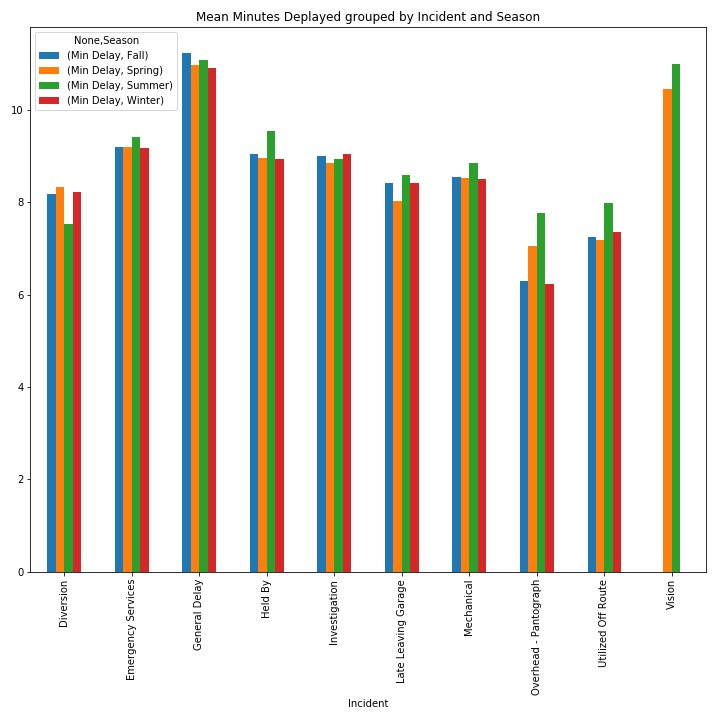 Mean Minutes Deplayed grouped by Incident and Season
None,Season
(Min Delay, Fall)
(Min Delay, Spring)
(Min Delay, Summer)
(Min Delay, Winter)
10
8
6
4
2
0
Diversion
Emergency Services
General Delay
Held By
Investigation
Late Leaving Garage
Mechanical
Overhead - Pantograph
Utilized Off Route
Vision
Incident